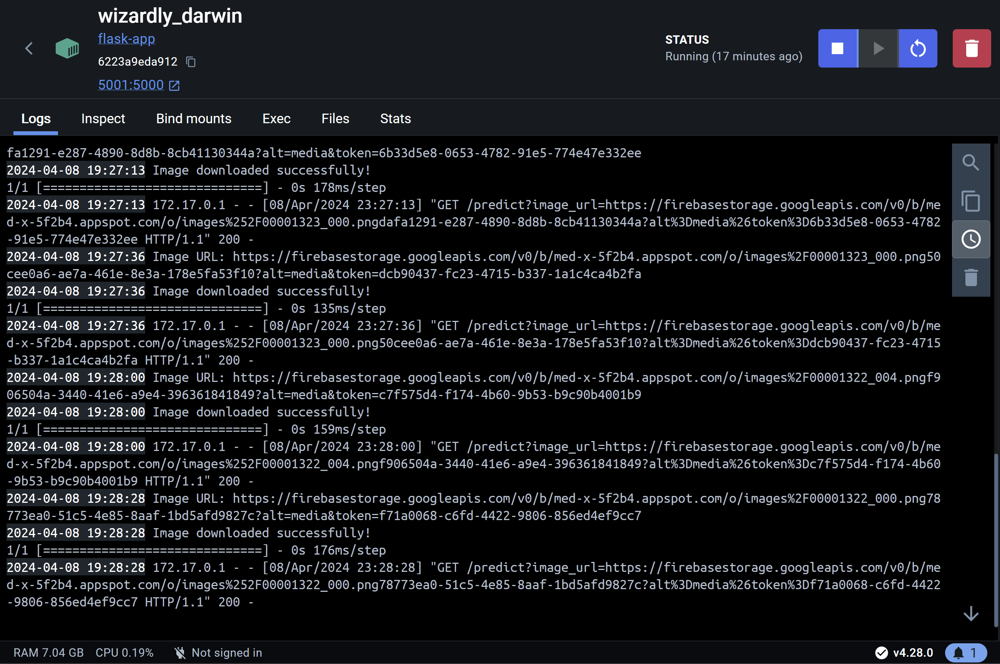 wizardly_darwin
flask-app
6223a9eda912
5001:5000
STATUS
Running (17 minutes ago)
Logs Inspect Bind mounts Exec Files Stats
fa1291-e287-4890-8d8b-8cb41130344a?alt=media&token=6b33d5e8-0653-4782-91e5-774e47e332ee
2024-04-08 19:27:13 Image downloaded successfully!
1/1 [==============================] - 0s 178ms/step
2024-04-08 19:27:13 172.17.0.1 - - [08/Apr/2024 23:27:13] "GET /predict?image_url=https://firebasestorage.googleapis.com/v0/b/me
d-x-5f2b4.appspot.com/o/images%252F00001323_000.pngdafa1291-e287-4890-8d8b-8cb41130344a?alt%3Dmedia%26token%3D6b33d5e8-0653-4782
-91e5-774e47e332ee HTTP/1.1" 200 -
2024-04-08 19:27:36 Image URL: https://firebasestorage.googleapis.com/v0/b/med-x-5f2b4.appspot.com/o/images%2F00001323_000.png50
cee0a6-ae7a-461e-8e3a-178e5fa53f10?alt=media&token=dcb90437-fc23-4715-b337-1a1c4ca4b2fa
2024-04-08 19:27:36 Image downloaded successfully!
1/1 [==============================] - 0s 135ms/step
2024-04-08 19:27:36 172.17.0.1 - - [08/Apr/2024 23:27:36] "GET /predict?image_url=https://firebasestorage.googleapis.com/v0/b/me
d-x-5f2b4.appspot.com/o/images%252F00001323_000.png50cee0a6-ae7a-461e-8e3a-178e5fa53f10?alt%3Dmedia%26token%3Ddcb90437-fc23-4715
-b337-1a1c4ca4b2fa HTTP/1.1" 200 -
2024-04-08 19:28:00 Image URL: https://firebasestorage.googleapis.com/v0/b/med-x-5f2b4.appspot.com/o/images%2F00001322_004.pngf9
06504a-3440-41e6-a9e4-396361841849?alt=media&token=c7f575d4-f174-4b60-9b53-b9c90b4001b9
2024-04-08 19:28:00 Image downloaded successfully!
1/1 [==============================] - 0s 159ms/step
2024-04-08 19:28:00 172.17.0.1 - - [08/Apr/2024 23:28:00] "GET /predict?image_url=https://firebasestorage.googleapis.com/v0/b/me
d-x-5f2b4.appspot.com/o/images%252F00001322_004.pngf906504a-3440-41e6-a9e4-396361841849?alt%3Dmedia%26token%3Dc7f575d4-f174-4b60
-9b53-b9c90b4001b9 HTTP/1.1" 200 -
2024-04-08 19:28:28 Image URL: https://firebasestorage.googleapis.com/v0/b/med-x-5f2b4.appspot.com/o/images%2F00001322_000.png78
773ea0-51c5-4e85-8aaf-1bd5afd9827c?alt=media&token=f71a0068-c6fd-4422-9806-856ed4ef9cc7
2024-04-08 19:28:28 Image downloaded successfully!
1/1 [==============================] - 0s 176ms/step
2024-04-08 19:28:28 172.17.0.1 - - [08/Apr/2024 23:28:28] "GET /predict?image_url=https://firebasestorage.googleapis.com/v0/b/me
d-x-5f2b4.appspot.com/o/images%252F00001322_000.png78773ea0-51c5-4e85-8aaf-1bd5afd9827c?alt%3Dmedia%26token%3Df71a0068-c6fd-4422
-9806-856ed4ef9cc7 HTTP/1.1" 200 -
RAM 7.04 GB CPU 0.19% Not signed in v4.28.0 1